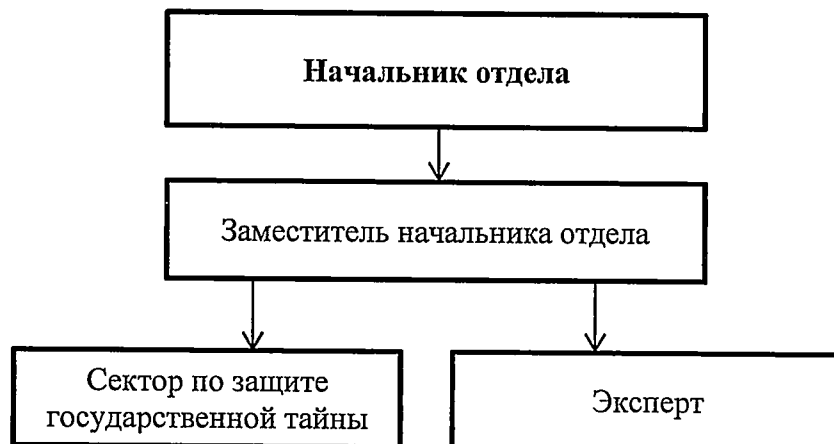 Начальник отдела
Заместитель начальника отдела
Сектор по защите
государственной тайны
Эксперт